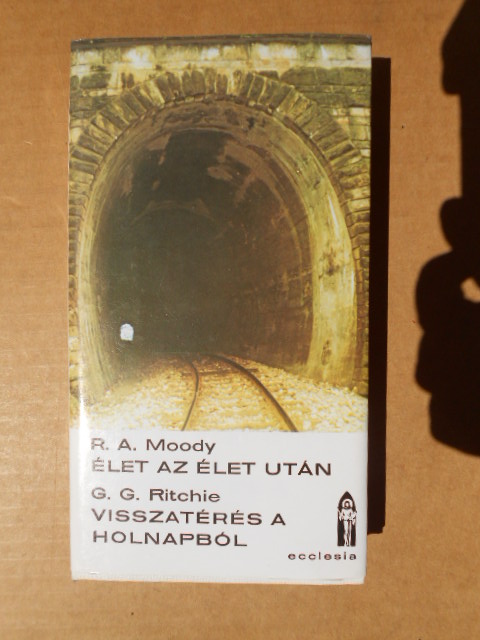 R. A. Moody
ÉLET AZ ÉLET UTÁN
G. G. Ritchie
VISSZATÉRÉS A
HOLNAPBÓL
ecclesia